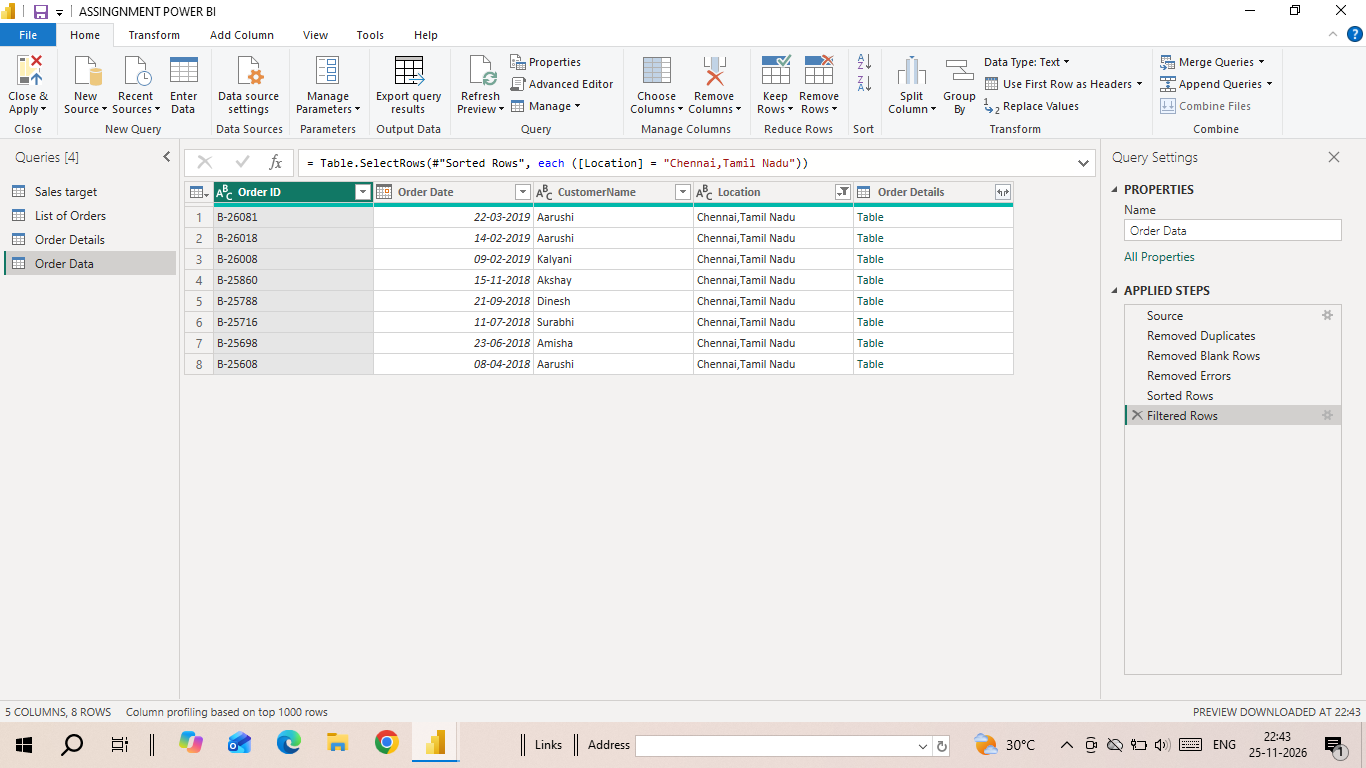 ASSINGNMENT POWER BI
File Home Transform Add Column View Tools Help
Close & Apply
Close
New Source
Recent Sources
Enter Data
New Query
Data source settings
Data Sources
Manage Parameters
Parameters
Export query results
Output Data
Refresh Preview
Properties
Advanced Editor
Manage
Query
Choose Columns
Remove Columns
Manage Columns
Keep Rows
Remove Rows
Reduce Rows
Sort
Split Column
Group By
Data Type: Text
Use First Row as Headers
Replace Values
Transform
Merge Queries
Append Queries
Combine Files
Combine
Queries [4]
Sales target
List of Orders
Order Details
Order Data
fx = Table.SelectRows(#"Sorted Rows", each ([Location] = "Chennai,Tamil Nadu"))
Order ID Order Date CustomerName Location Order Details
1 B-26081 22-03-2019 Aarushi Chennai,Tamil Nadu Table
2 B-26018 14-02-2019 Aarushi Chennai,Tamil Nadu Table
3 B-26008 09-02-2019 Kalyani Chennai,Tamil Nadu Table
4 B-25860 15-11-2018 Akshay Chennai,Tamil Nadu Table
5 B-25788 21-09-2018 Dinesh Chennai,Tamil Nadu Table
6 B-25716 11-07-2018 Surabhi Chennai,Tamil Nadu Table
7 B-25698 23-06-2018 Amisha Chennai,Tamil Nadu Table
8 B-25608 08-04-2018 Aarushi Chennai,Tamil Nadu Table
Query Settings
PROPERTIES
Name
Order Data
All Properties
APPLIED STEPS
Source
Removed Duplicates
Removed Blank Rows
Removed Errors
Sorted Rows
Filtered Rows
5 COLUMNS, 8 ROWS Column profiling based on top 1000 rows PREVIEW DOWNLOADED AT 22:43
Links Address 30°C ENG 22:43
25-11-2026 1